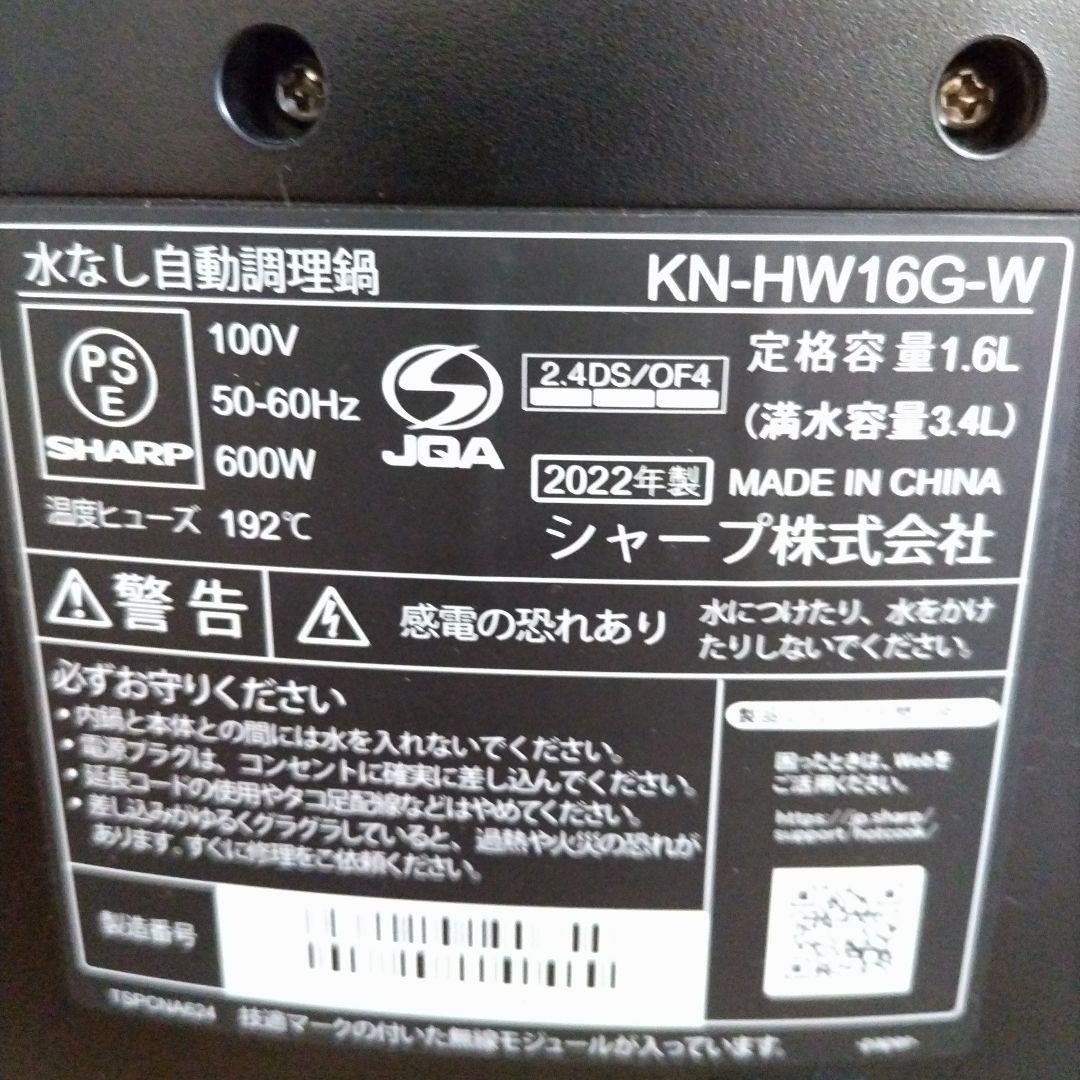 水なし自動調理鍋 KN-HW16G-W
PS
E
SHARP
100V
50-60Hz
600W
温度ヒューズ 192℃
JQA
2.4DS/OF4
定格容量1.6L
(満水容量3.4L)
2022年製 MADE IN CHINA
シャープ株式会社
警告
感電の恐れあり
水につけたり、水をかけ
たりしないでください。
必ずお守りください
・内鍋と本体との間には水を入れないでください。
・電源プラグは、コンセントに確実に差し込んでください。
・延長コードの使用やタコ足配線などはやめてください。
・差し込みがゆるくグラグラしていると、過熱や火災の恐れが
あります。すぐに修理をご依頼ください。
困ったときは、Webを
ご活用ください。
https://jp.sharp/
support/hotcook/
製造番号
TSPCNA624
技適マークの付いた無線モジュールが入っています。